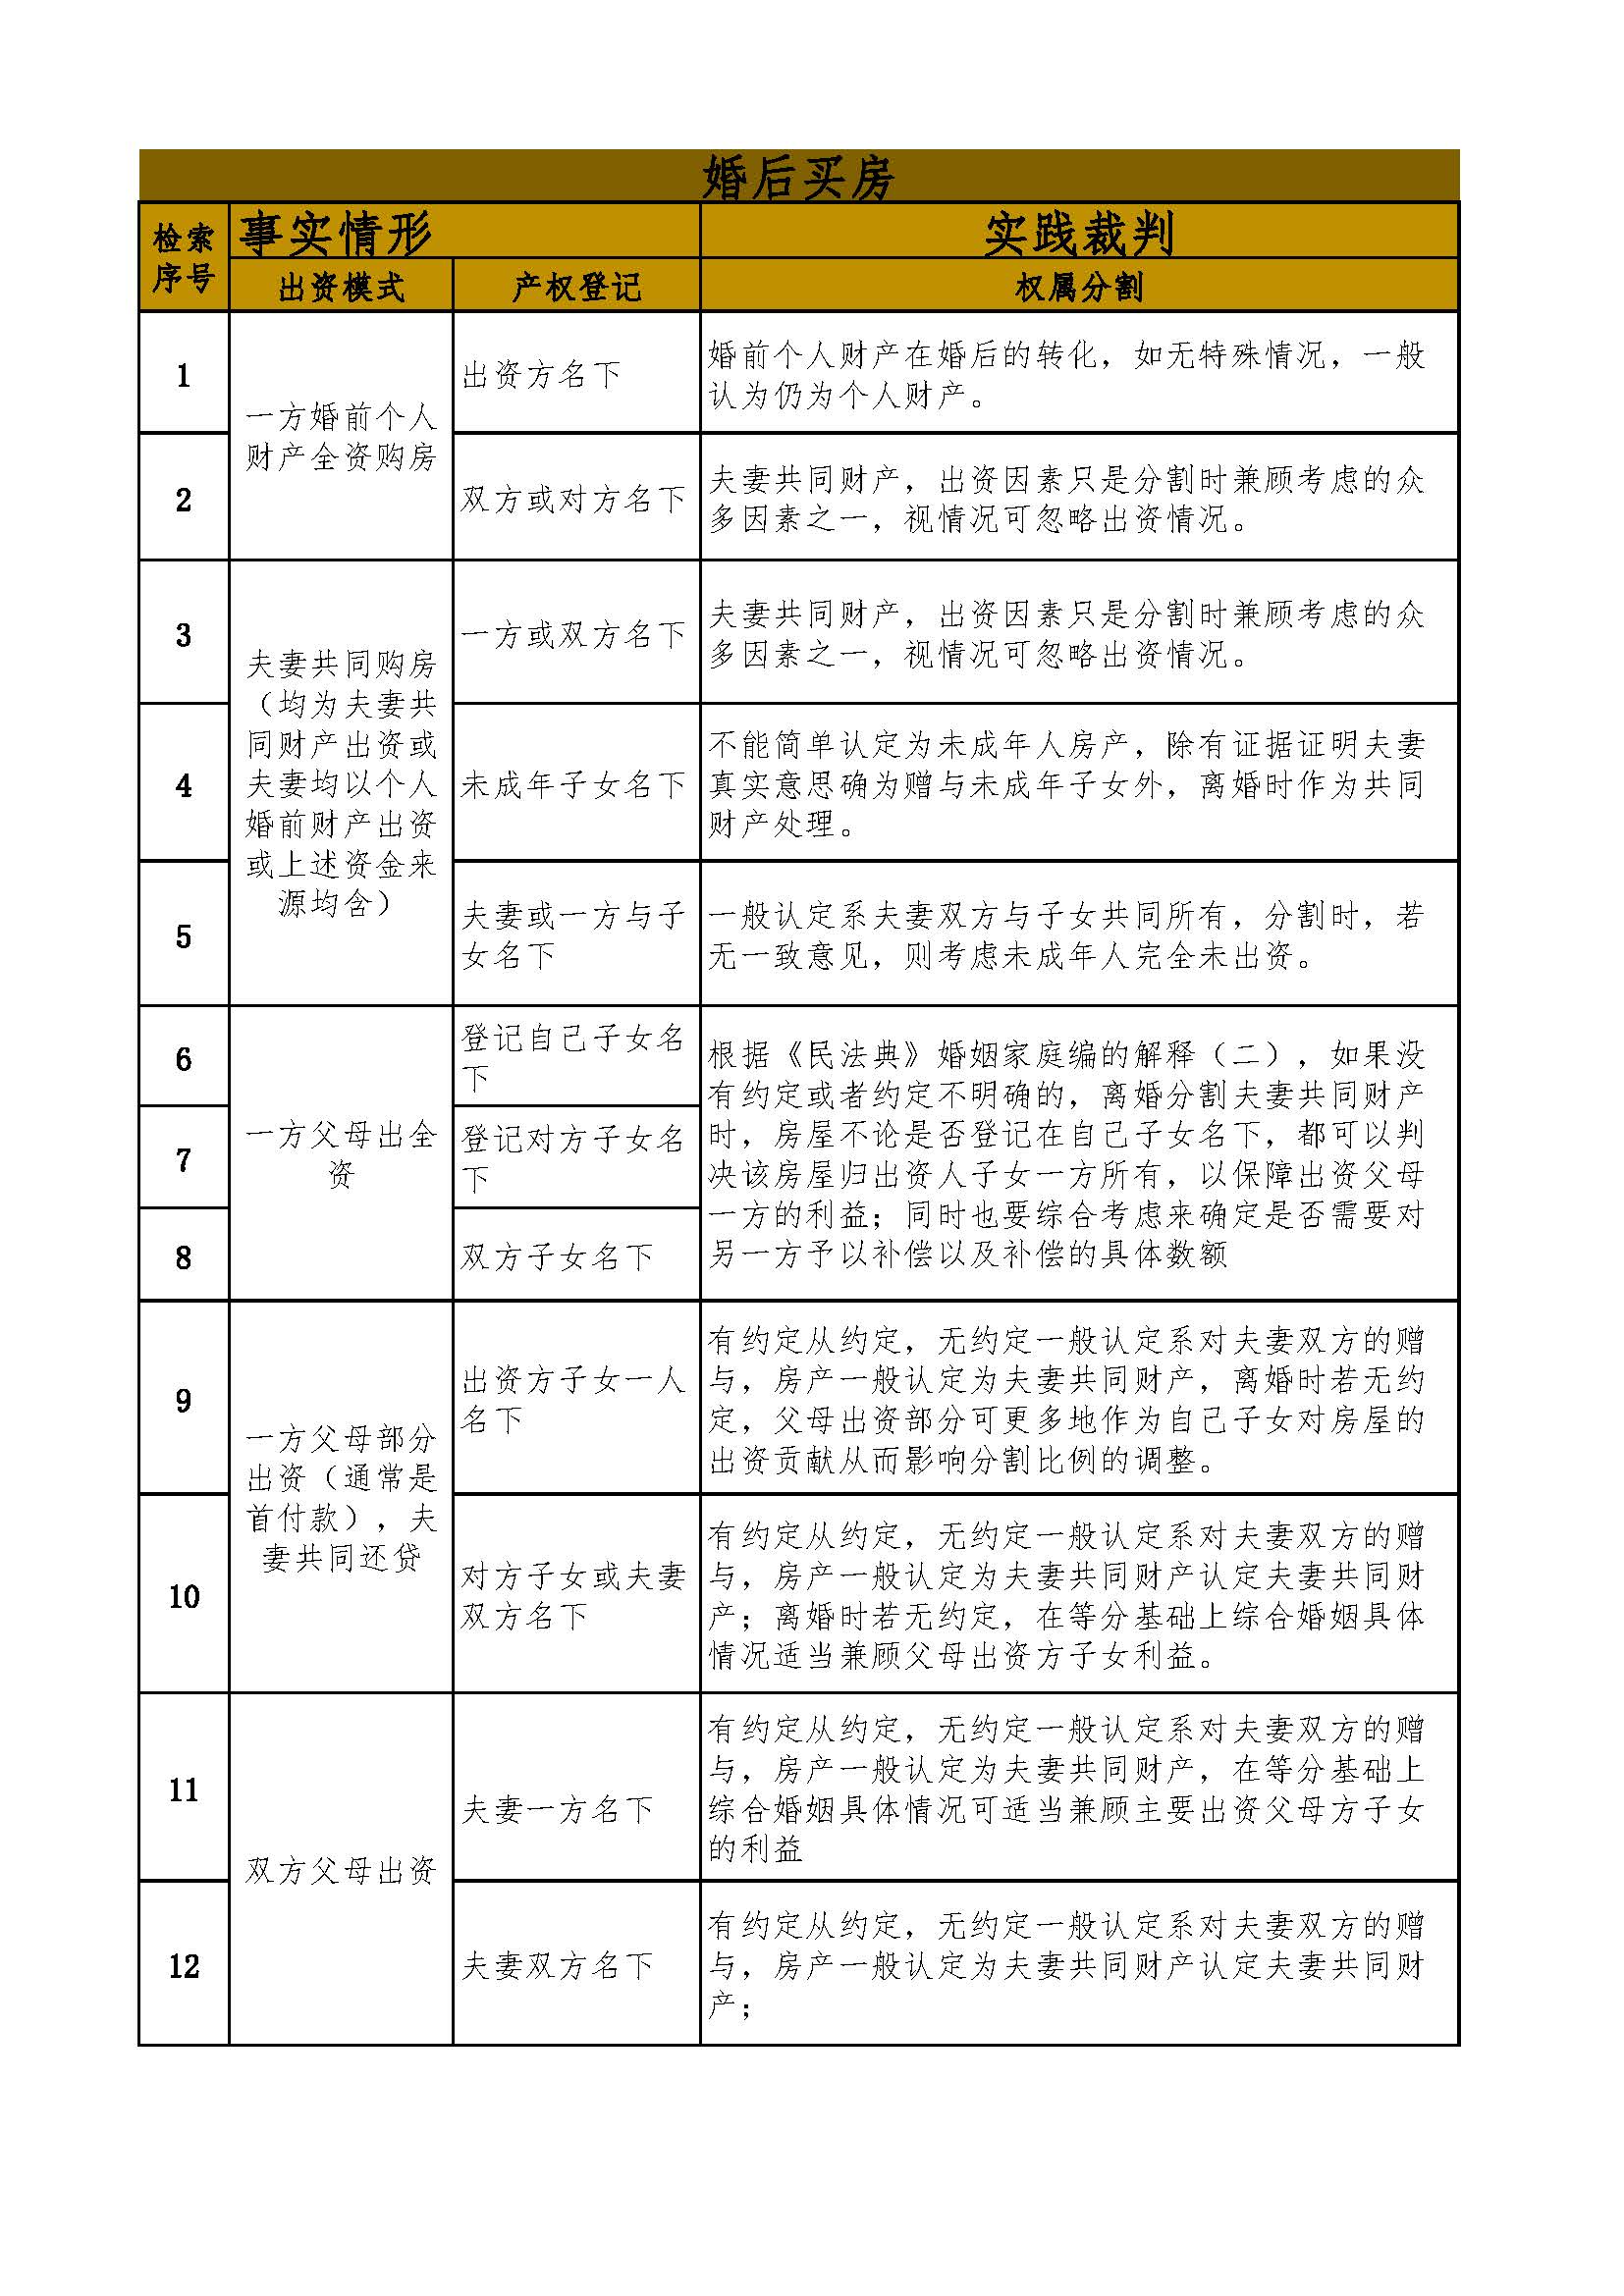 婚后买房
检索
序号
事实情形
实践裁判
出资模式
产权登记
权属分割
1
一方婚前个人
财产全资购房
出资方名下
婚前个人财产在婚后的转化，如无特殊情况，一般
认为仍为个人财产。
2
双方或对方名下
夫妻共同财产，出资因素只是分割时兼顾考虑的众
多因素之一，视情况可忽略出资情况。
3
夫妻共同购房
（均为夫妻共
同财产出资或
夫妻均以个人
婚前财产出资
或上述资金来
源均含）
一方或双方名下
夫妻共同财产，出资因素只是分割时兼顾考虑的众
多因素之一，视情况可忽略出资情况。
4
未成年子女名下
不能简单认定为未成年人房产，除有证据证明夫妻
真实意思确为赠与未成年子女外，离婚时作为共同
财产处理。
5
夫妻或一方与子
女名下
一般认定系夫妻双方与子女共同所有，分割时，若
无一致意见，则考虑未成年人完全未出资。
6
一方父母出全
资
登记自己子女名
下
根据《民法典》婚姻家庭编的解释（二），如果没
有约定或者约定不明确的，离婚分割夫妻共同财产
时，房屋不论是否登记在自己子女名下，都可以判
决该房屋归出资人子女一方所有，以保障出资父母
一方的利益；同时也要综合考虑来确定是否需要对
另一方予以补偿以及补偿的具体数额
7
登记对方子女名
下
8
双方子女名下
9
一方父母部分
出资（通常是
首付款），夫
妻共同还贷
出资方子女一人
名下
有约定从约定，无约定一般认定系对夫妻双方的赠
与，房产一般认定为夫妻共同财产，离婚时若无约
定，父母出资部分可更多地作为自己子女对房屋的
出资贡献从而影响分割比例的调整。
10
对方子女或夫妻
双方名下
有约定从约定，无约定一般认定系对夫妻双方的赠
与，房产一般认定为夫妻共同财产认定夫妻共同财
产；离婚时若无约定，在等分基础上综合婚姻具体
情况适当兼顾父母出资方子女利益。
11
双方父母出资
夫妻一方名下
有约定从约定，无约定一般认定系对夫妻双方的赠
与，房产一般认定为夫妻共同财产，在等分基础上
综合婚姻具体情况可适当兼顾主要出资父母方子女
的利益
12
夫妻双方名下
有约定从约定，无约定一般认定系对夫妻双方的赠
与，房产一般认定为夫妻共同财产认定夫妻共同财
产；